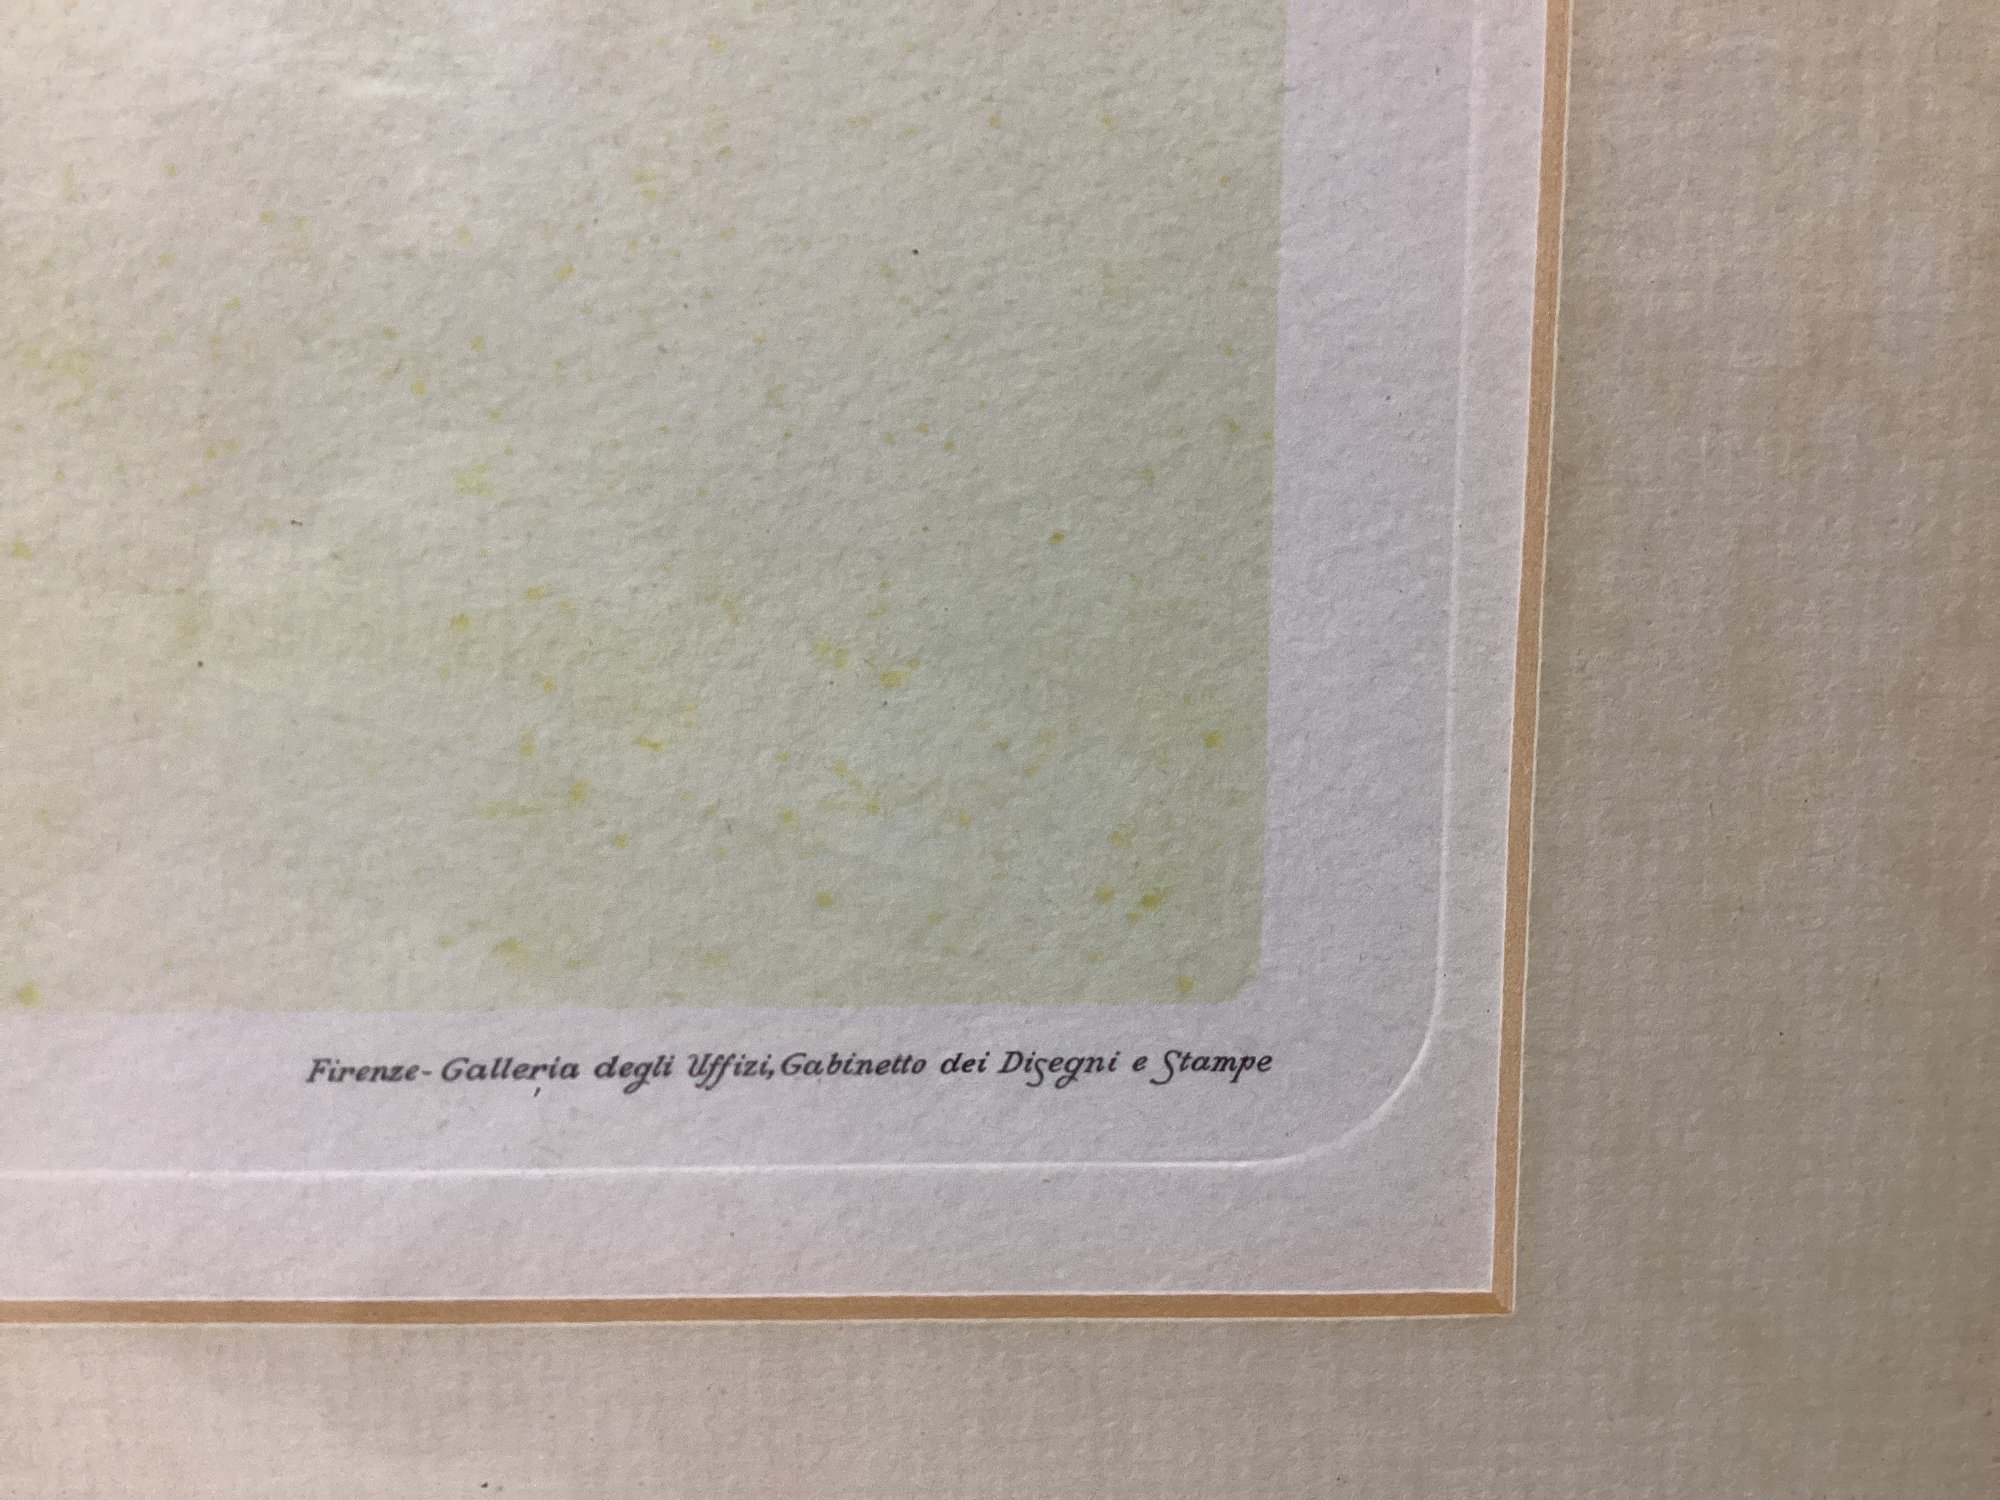 Firenze- Galleria degli Uffizi, Gabinetto dei Disegni e Stampe